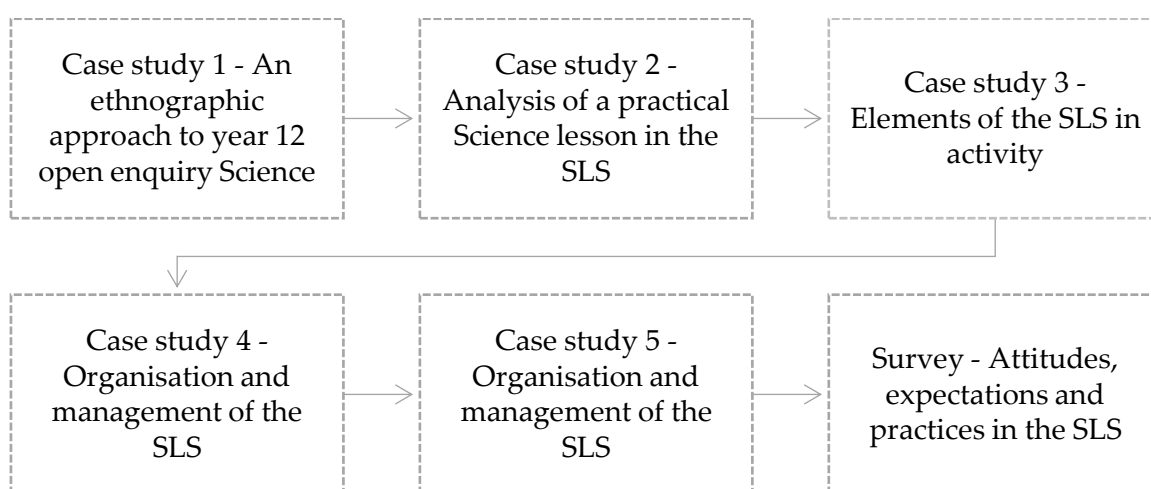 Case study 1 - An
ethnographic
approach to year 12
open enquiry Science
Case study 2 -
Analysis of a practical
Science lesson in the
SLS
Case study 3 -
Elements of the SLS in
activity
Case study 4 -
Organisation and
management of the
SLS
Case study 5 -
Organisation and
management of the
SLS
Survey - Attitudes,
expectations and
practices in the SLS